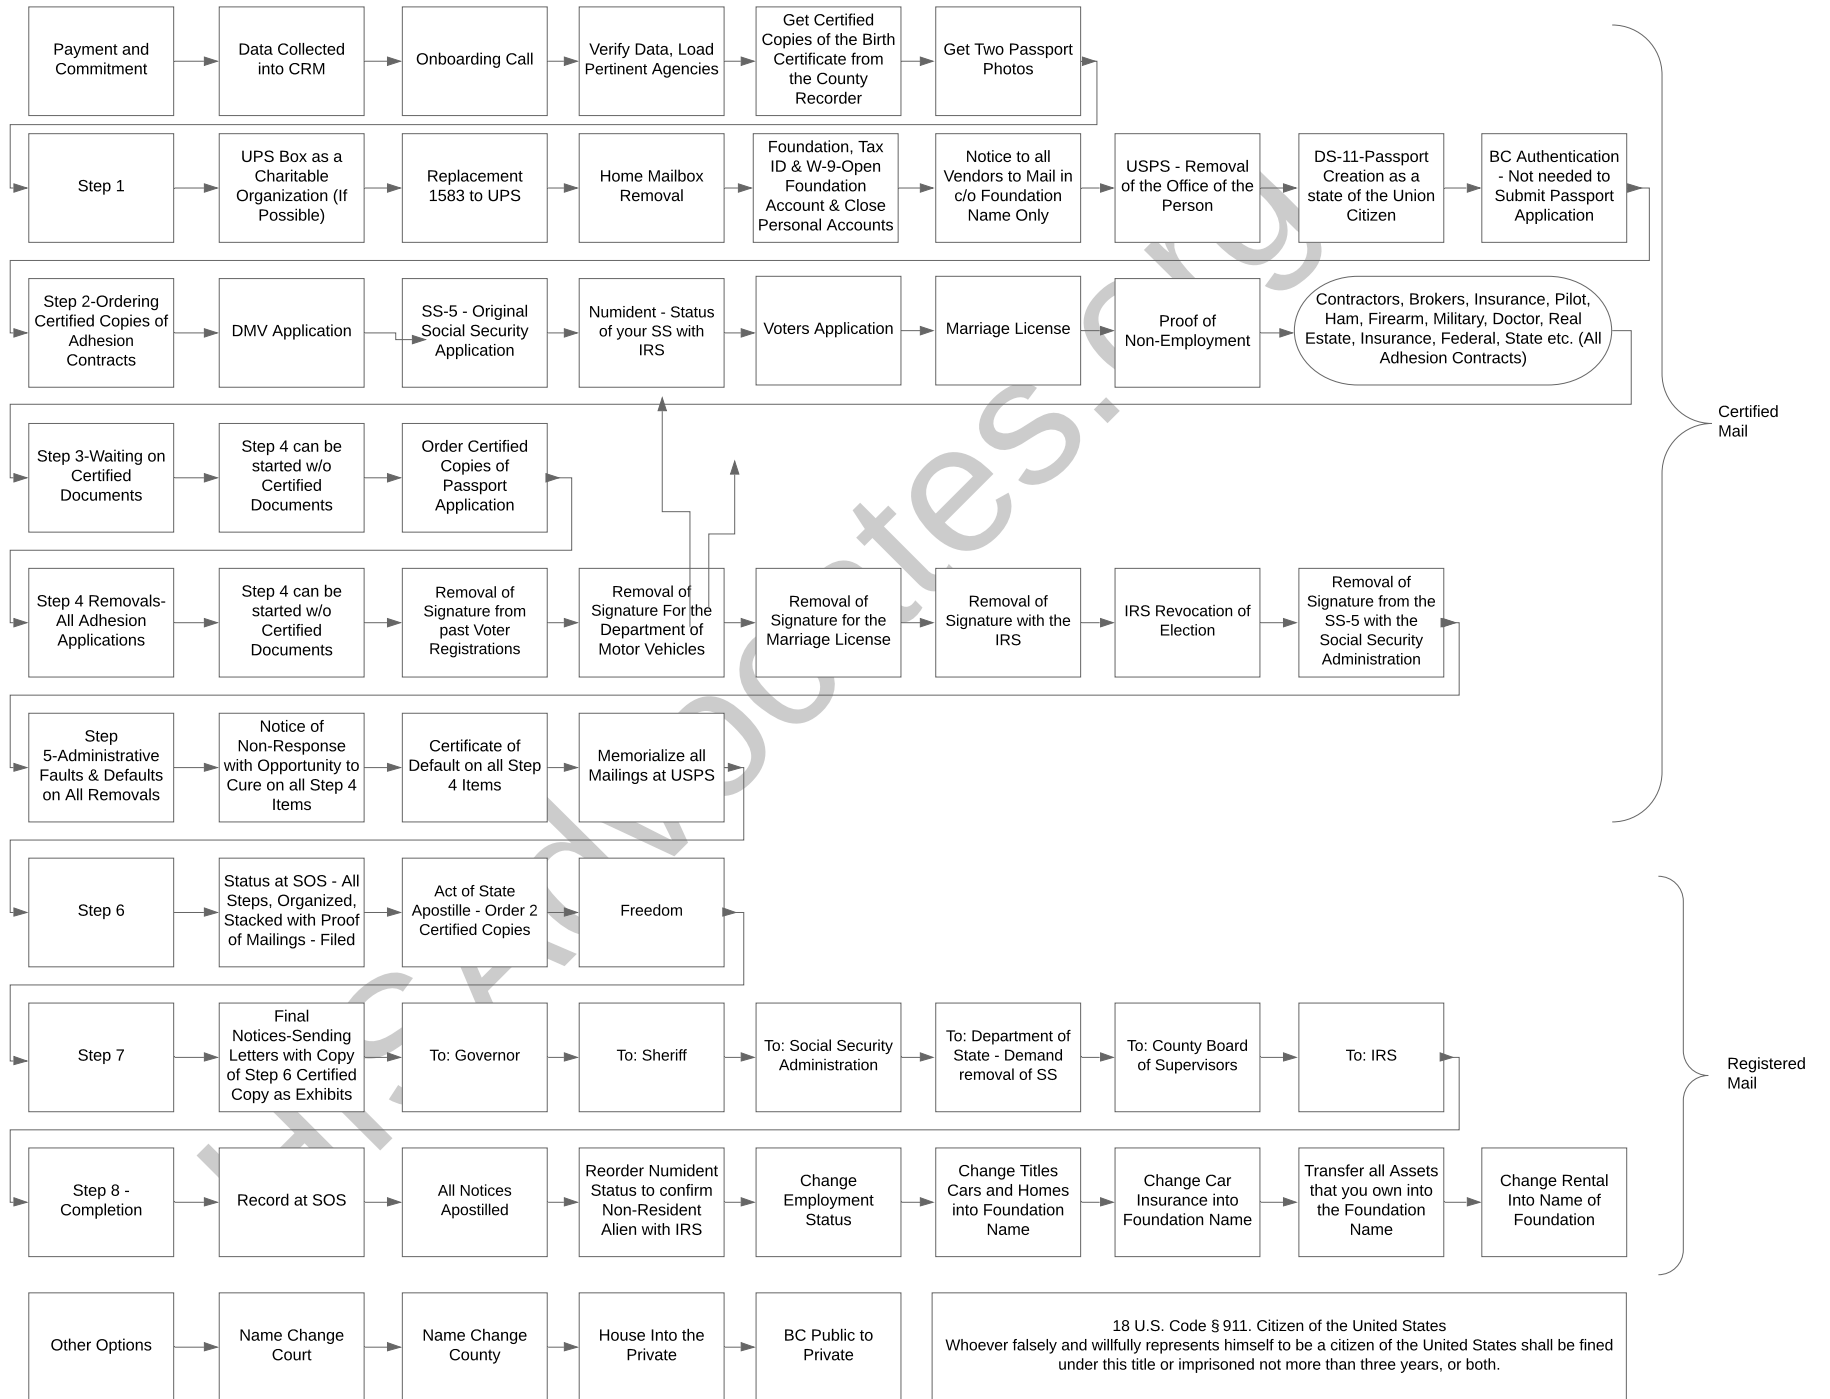 Payment and
Commitment
Data Collected
into CRM
Onboarding Call
Verify Data, Load
Pertinent Agencies
Get Certified
Copies of the Birth
Certificate from
the County
Recorder
Get Two Passport
Photos
Step 1
UPS Box as a
Charitable
Organization (If
Possible)
Replacement
1583 to UPS
Home Mailbox
Removal
Foundation, Tax
ID & W-9-Open
Foundation
Account & Close
Personal Accounts
Notice to all
Vendors to Mail in
c/o Foundation
Name Only
USPS - Removal
of the Office of the
Person
DS-11-Passport
Creation as a
state of the Union
Citizen
BC Authentication
- Not needed to
Submit Passport
Application
Step 2-Ordering
Certified Copies of
Adhesion
Contracts
DMV Application
SS-5 - Original
Social Security
Application
Numident - Status
of your SS with
IRS
Voters Application
Marriage License
Proof of
Non-Employment
Contractors, Brokers, Insurance, Pilot,
Ham, Firearm, Military, Doctor, Real
Estate, Insurance, Federal, State etc. (All
Adhesion Contracts)
Certified
Mail
Step 3-Waiting on
Certified
Documents
Step 4 can be
started w/o
Certified
Documents
Order Certified
Copies of
Passport
Application
Step 4 Removals-
All Adhesion
Applications
Step 4 can be
started w/o
Certified
Documents
Removal of
Signature from
past Voter
Registrations
Removal of
Signature For the
Department of
Motor Vehicles
Removal of
Signature for the
Marriage License
Removal of
Signature with the
IRS
IRS Revocation of
Election
Removal of
Signature from the
SS-5 with the
Social Security
Administration
Step
5-Administrative
Faults & Defaults
on All Removals
Notice of
Non-Response
with Opportunity to
Cure on all Step 4
Items
Certificate of
Default on all Step
4 Items
Memorialize all
Mailings at USPS
Step 6
Status at SOS - All
Steps, Organized,
Stacked with Proof
of Mailings - Filed
Act of State
Apostille - Order 2
Certified Copies
Freedom
Step 7
Final
Notices-Sending
Letters with Copy
of Step 6 Certified
Copy as Exhibits
To: Governor
To: Sheriff
To: Social Security
Administration
To: Department of
State - Demand
removal of SS
To: County Board
of Supervisors
To: IRS
Registered
Mail
Step 8 -
Completion
Record at SOS
All Notices
Apostilled
Reorder Numident
Status to confirm
Non-Resident
Alien with IRS
Change
Employment
Status
Change Titles
Cars and Homes
into Foundation
Name
Change Car
Insurance into
Foundation Name
Transfer all Assets
that you own into
the Foundation
Name
Change Rental
Into Name of
Foundation
Other Options
Name Change
Court
Name Change
County
House Into the
Private
BC Public to
Private
18 U.S. Code § 911. Citizen of the United States
Whoever falsely and willfully represents himself to be a citizen of the United States shall be fined
under this title or imprisoned not more than three years, or both.